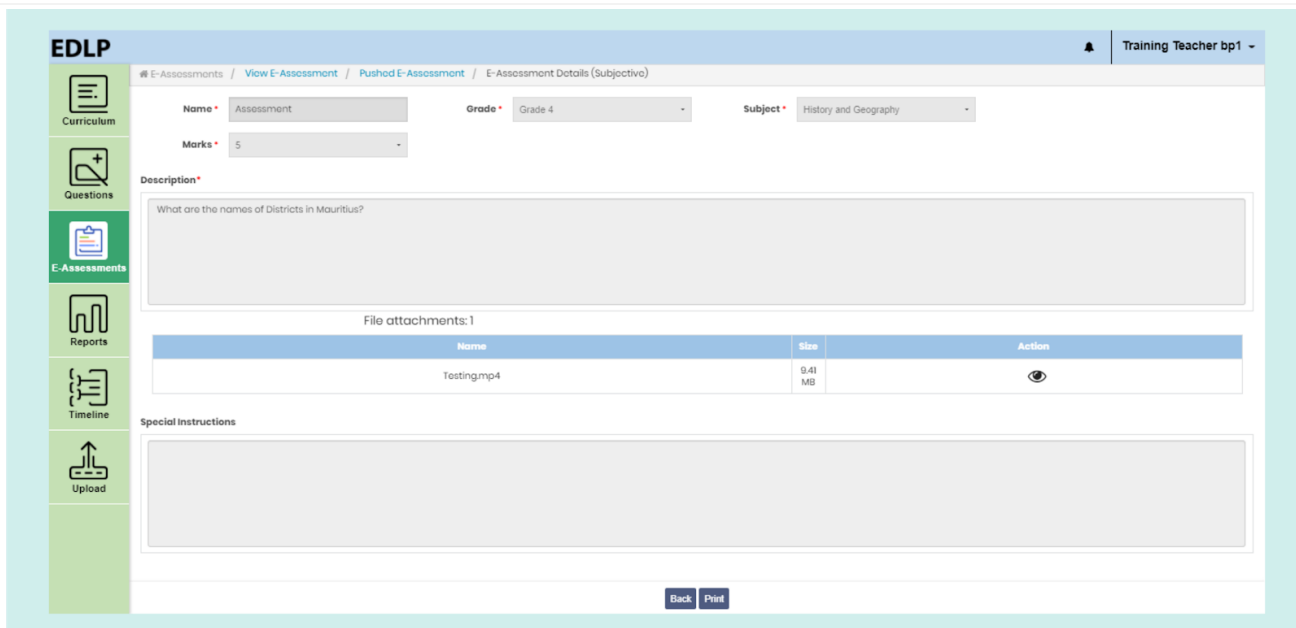 EDLP
Training Teacher bp1
E-Assessments / View E-Assessment / Pushed E-Assessment / E-Assessment Details (Subjective)
Curriculum
Name * Assessment Grade * Grade 4 Subject * History and Geography
Marks * 5
Questions
Description*
What are the names of Districts in Mauritius?
E-Assessments
File attachments: 1
Reports
Name Size Action
Testing.mp4 9.41 MB
Timeline
Special Instructions
Upload
Back Print